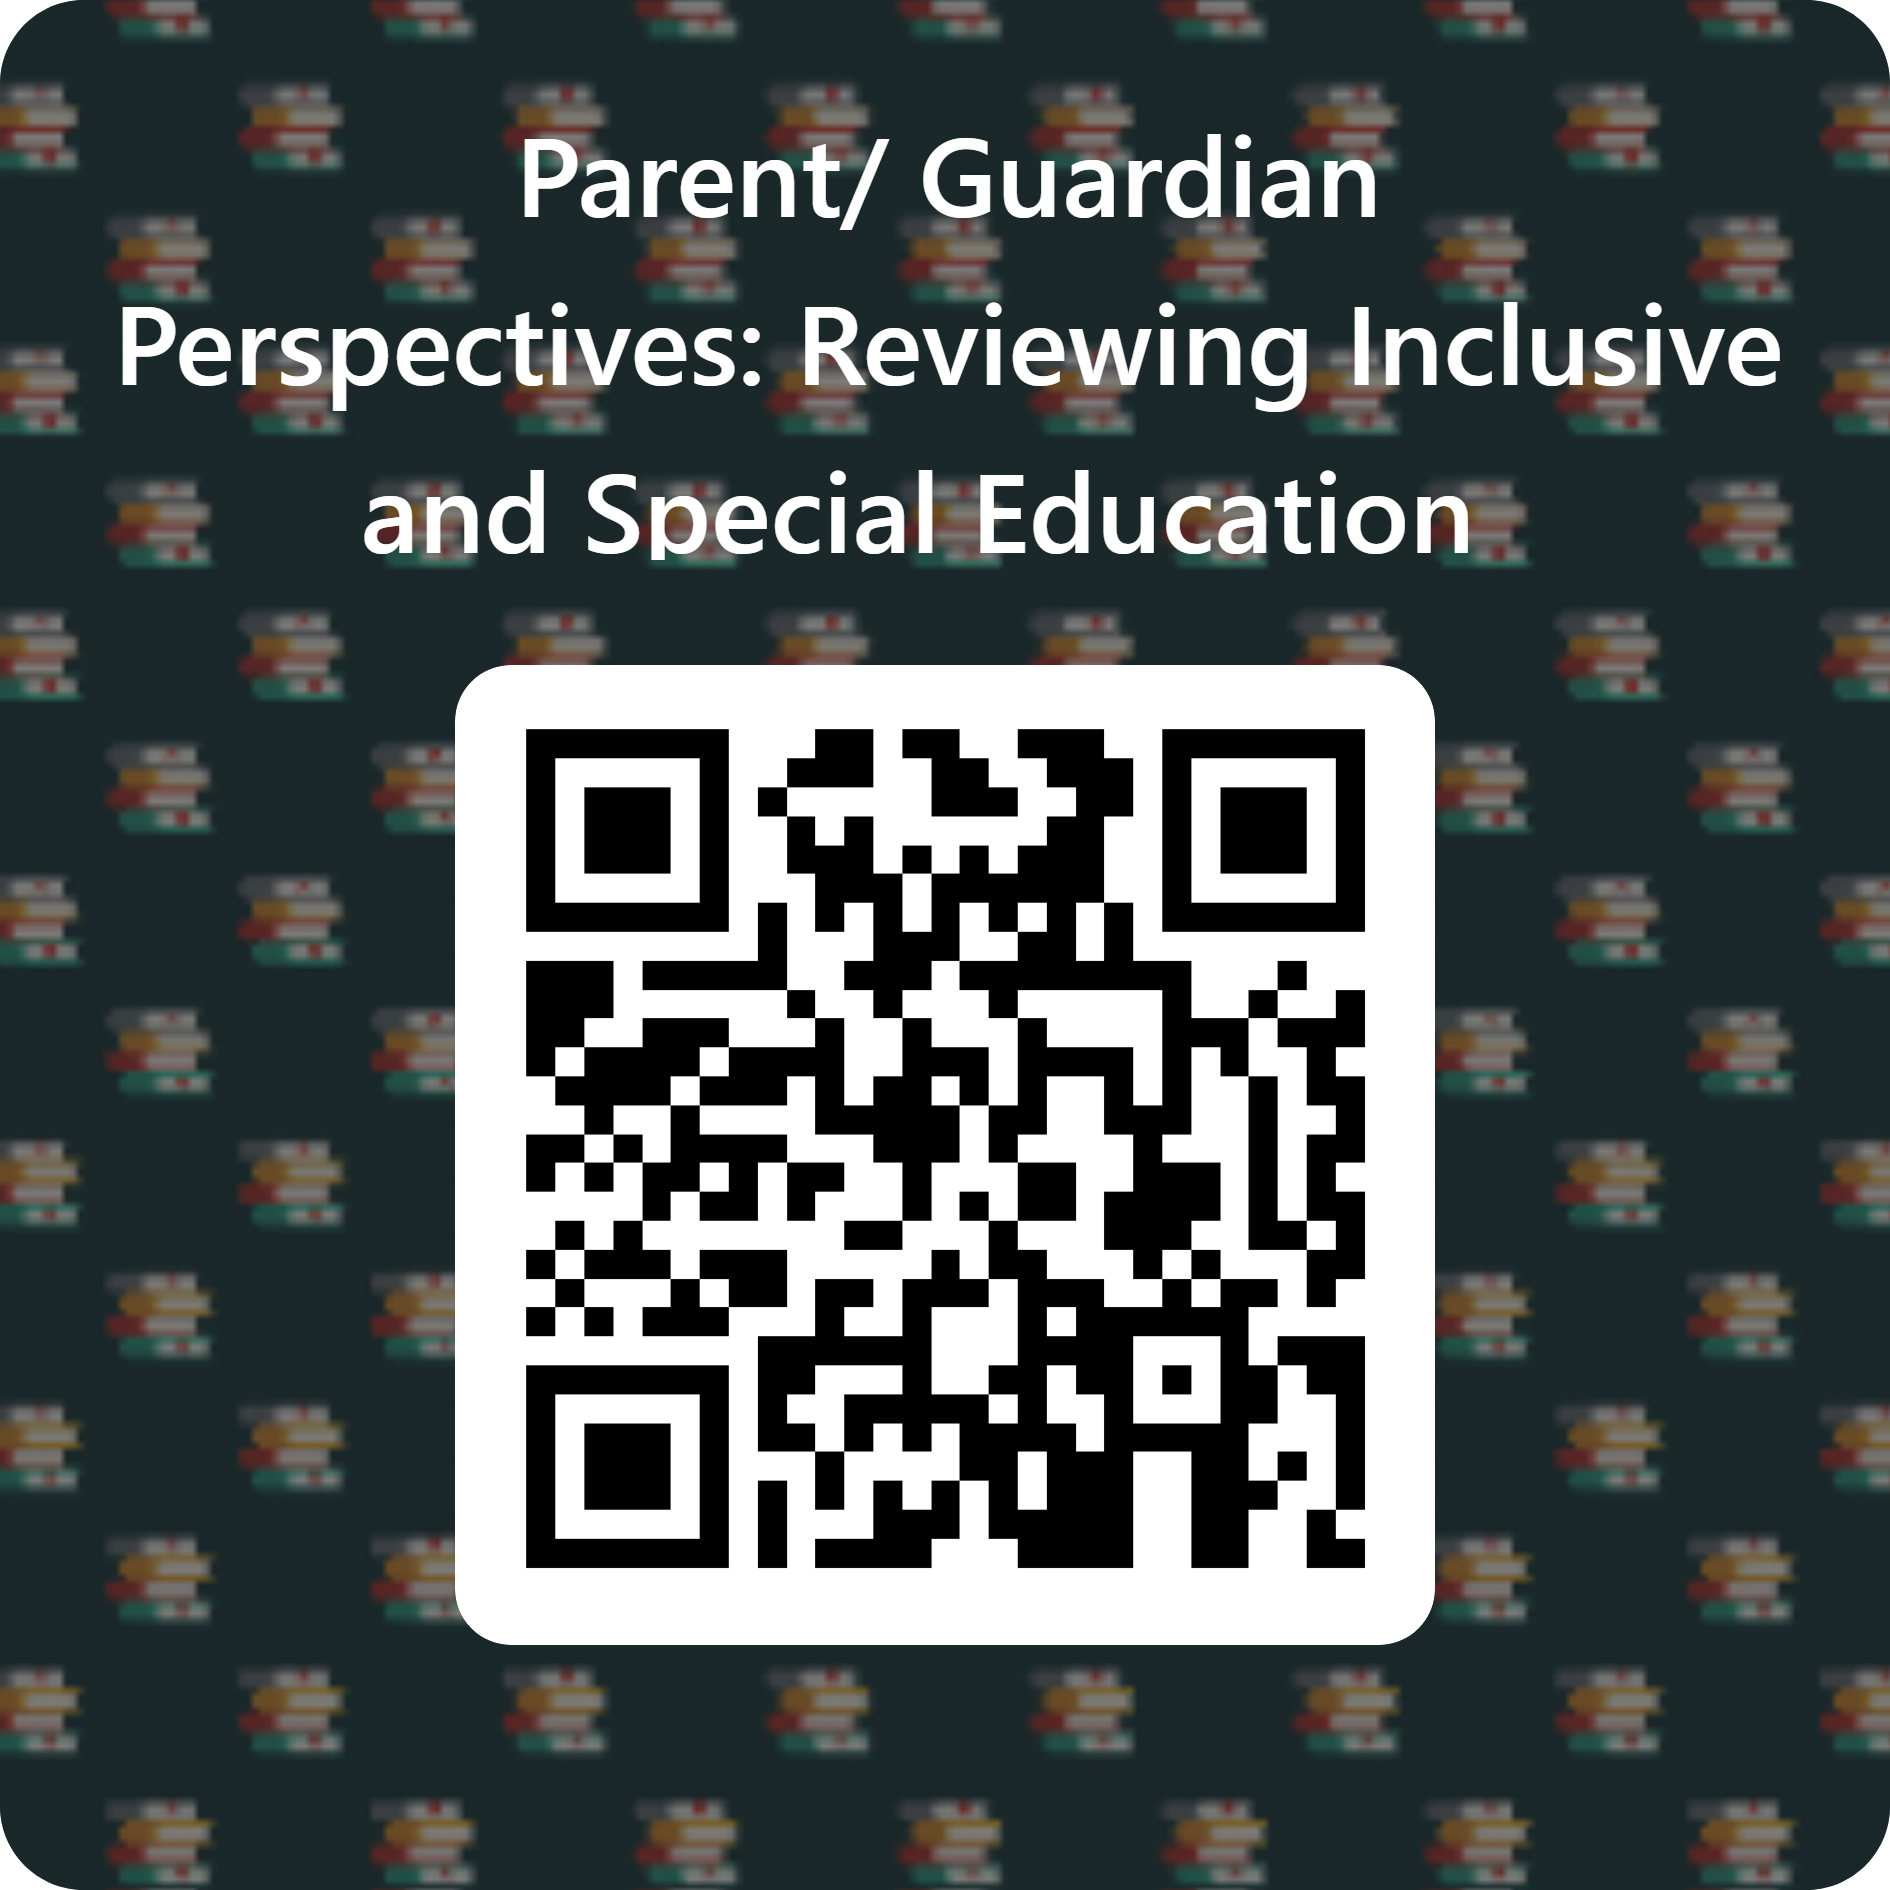 Parent/ Guardian
Perspectives: Reviewing Inclusive
and Special Education